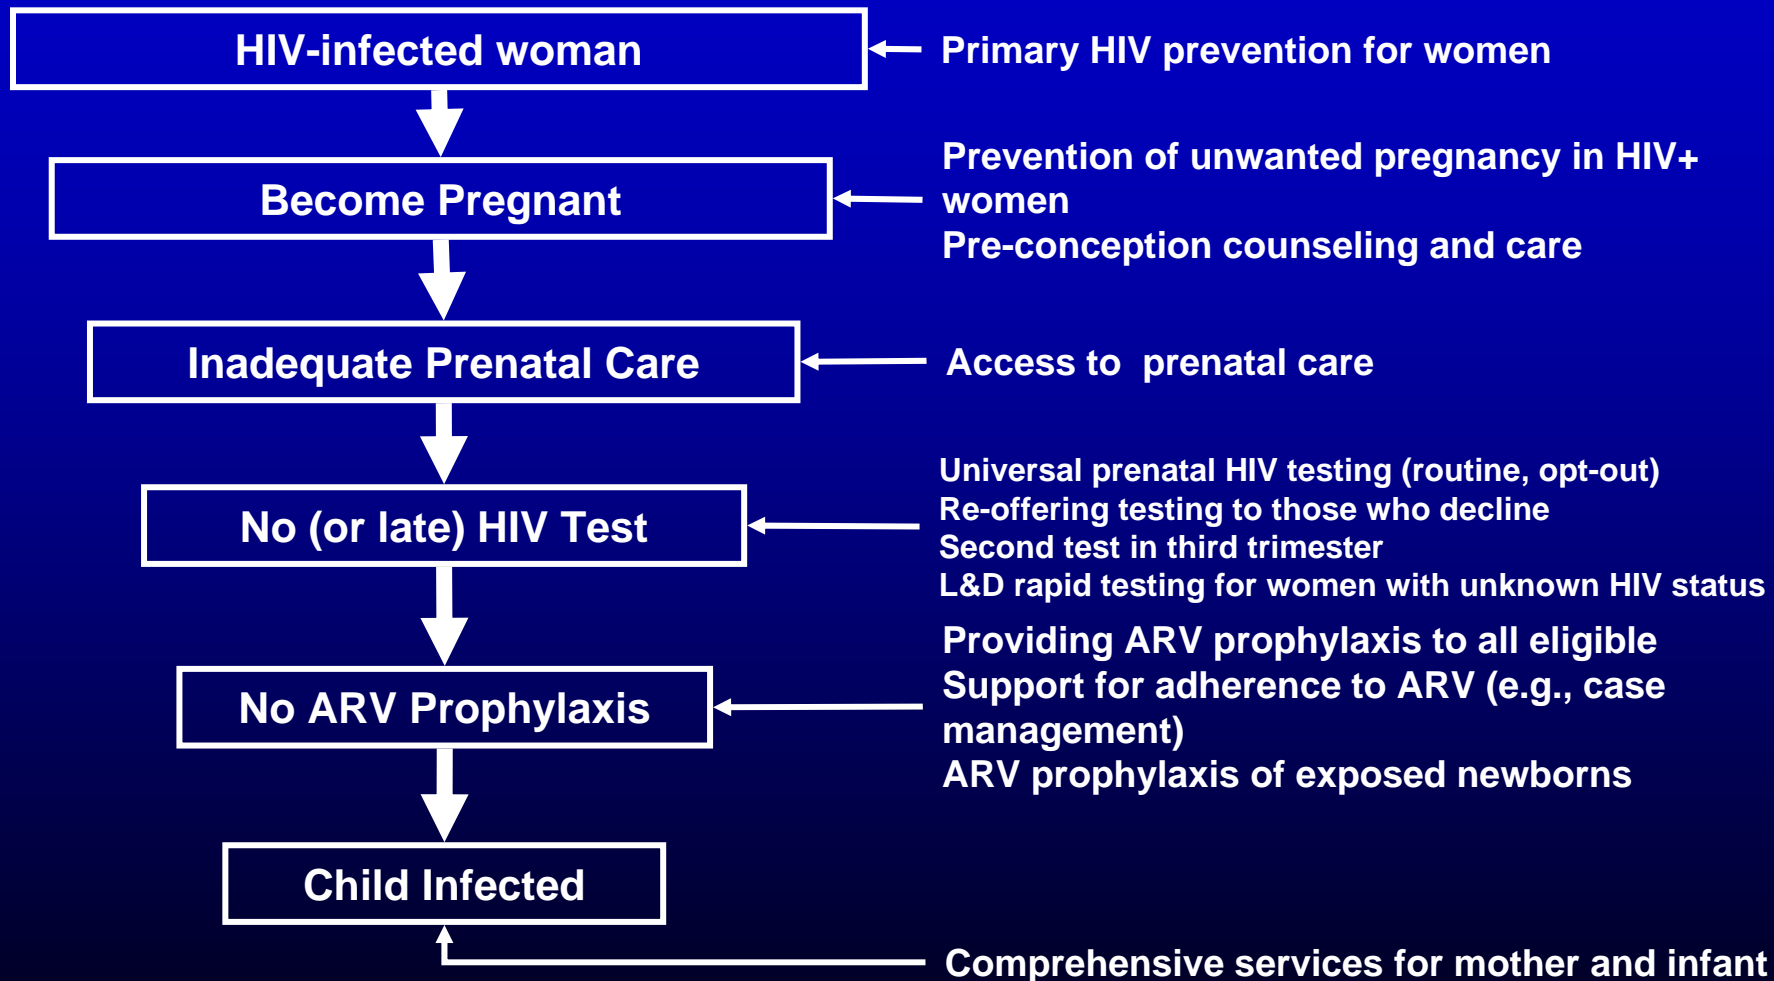 HIV-infected woman
Primary HIV prevention for women
Become Pregnant
Prevention of unwanted pregnancy in HIV+
women
Pre-conception counseling and care
Inadequate Prenatal Care
Access to prenatal care
No (or late) HIV Test
Universal prenatal HIV testing (routine, opt-out)
Re-offering testing to those who decline
Second test in third trimester
L&D rapid testing for women with unknown HIV status
No ARV Prophylaxis
Providing ARV prophylaxis to all eligible
Support for adherence to ARV (e.g., case
management)
ARV prophylaxis of exposed newborns
Child Infected
Comprehensive services for mother and infant